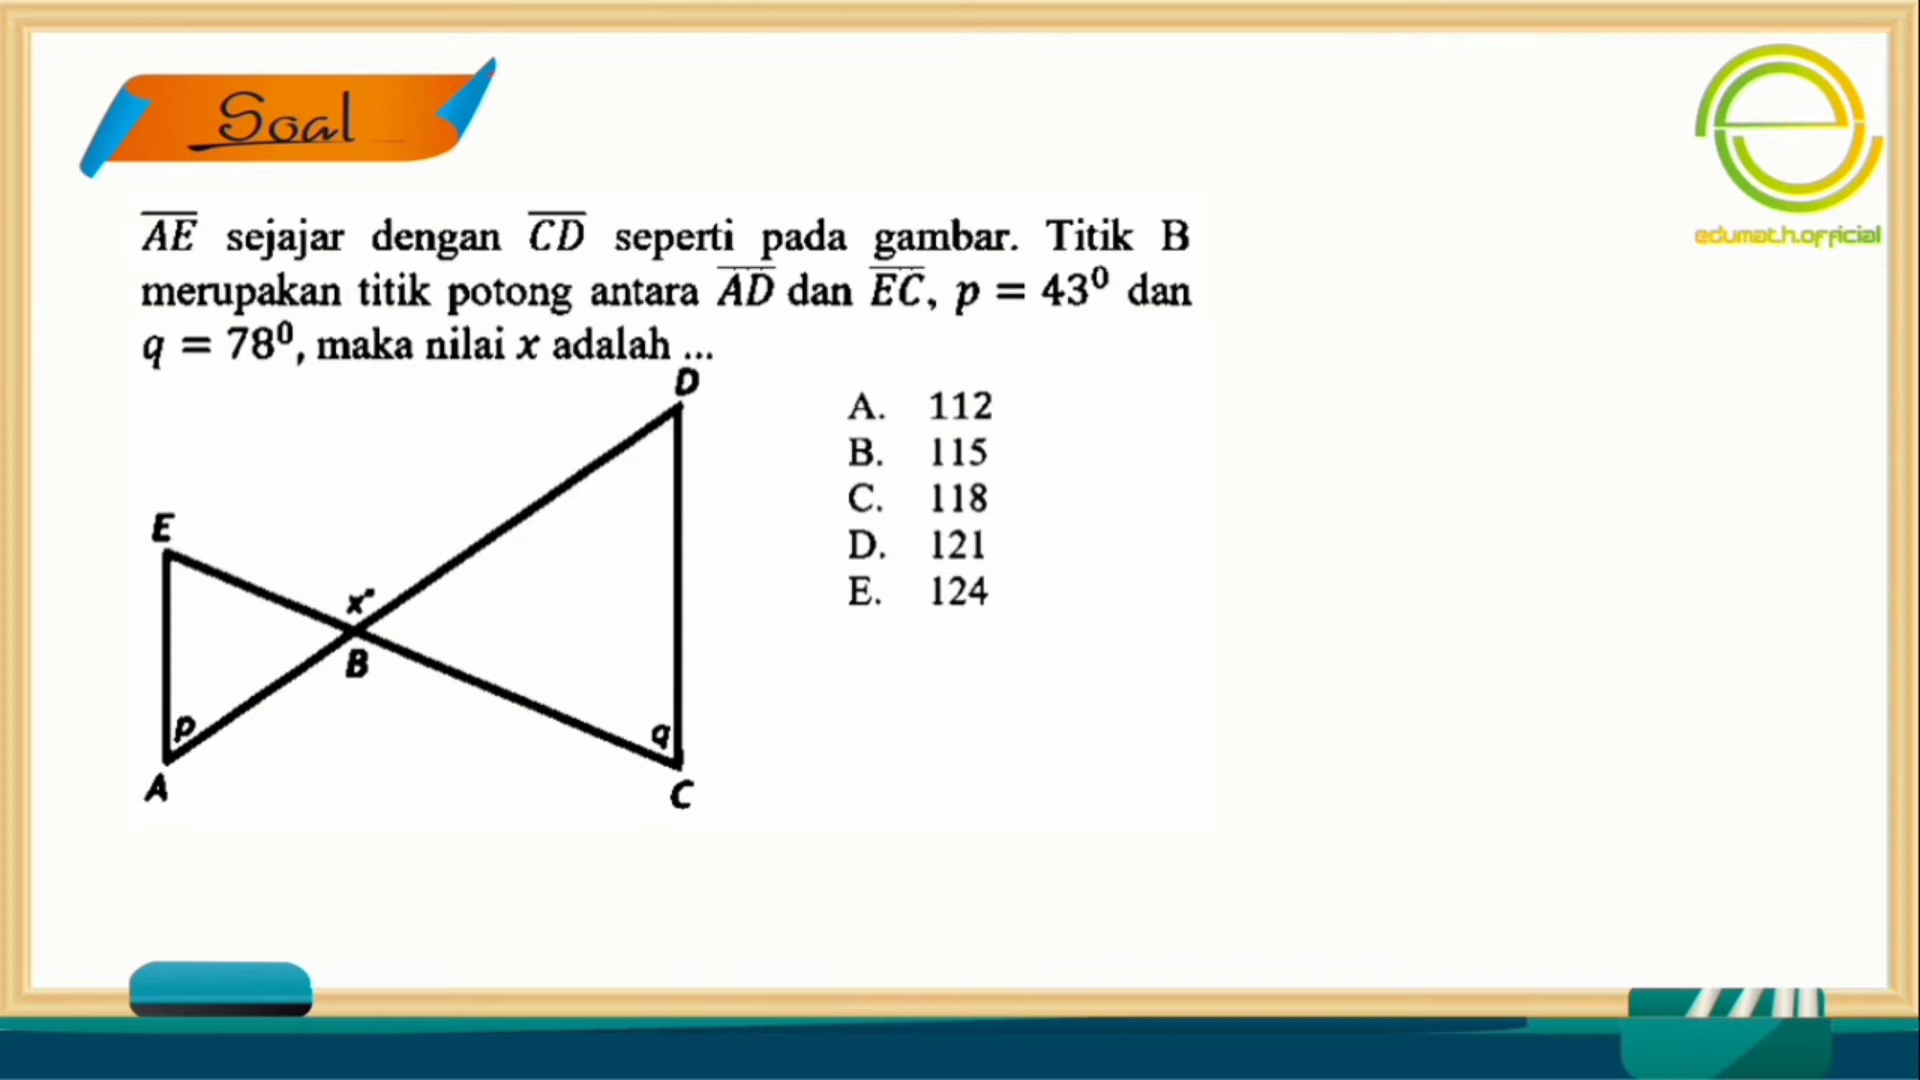 Soal
edumath.official
AE sejajar dengan CD seperti pada gambar. Titik B
merupakan titik potong antara AD dan EC, p = 43⁰ dan
q = 78⁰, maka nilai x adalah ...
D
A. 112
B. 115
C. 118
D. 121
E. 124
E
x°
B
p
q
A
C